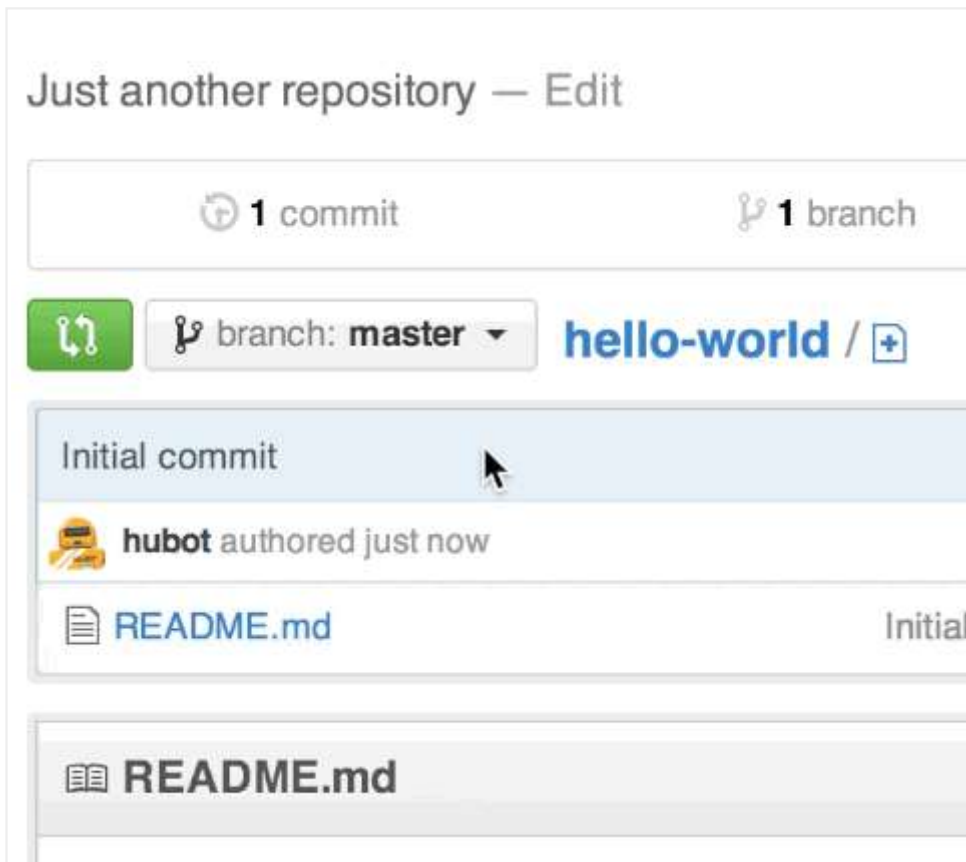 Just another repository — Edit
1 commit 1 branch
branch: master hello-world /
Initial commit
hubot authored just now
README.md Initial
README.md